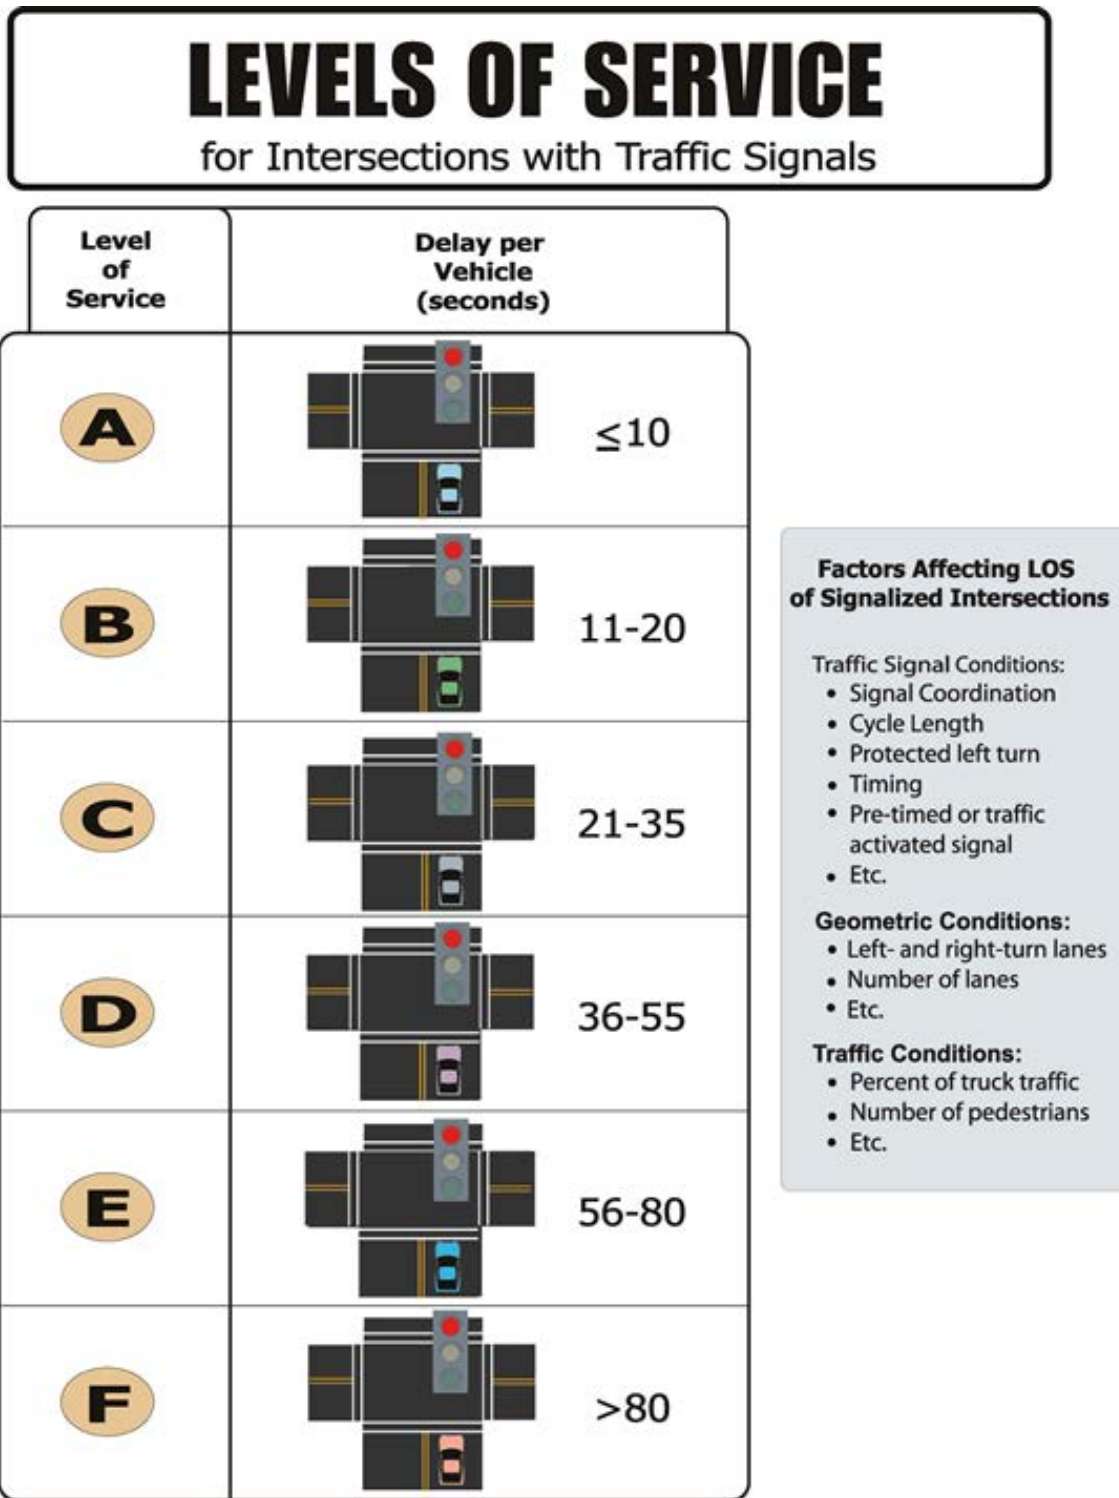 LEVELS OF SERVICE
for Intersections with Traffic Signals
Level
of
Service
Delay per
Vehicle
(seconds)
A
≤10
B
11-20
C
21-35
D
36-55
E
56-80
F
>80
Factors Affecting LOS
of Signalized Intersections
Traffic Signal Conditions:
• Signal Coordination
• Cycle Length
• Protected left turn
• Timing
• Pre-timed or traffic
activated signal
• Etc.
Geometric Conditions:
• Left- and right-turn lanes
• Number of lanes
• Etc.
Traffic Conditions:
• Percent of truck traffic
• Number of pedestrians
• Etc.